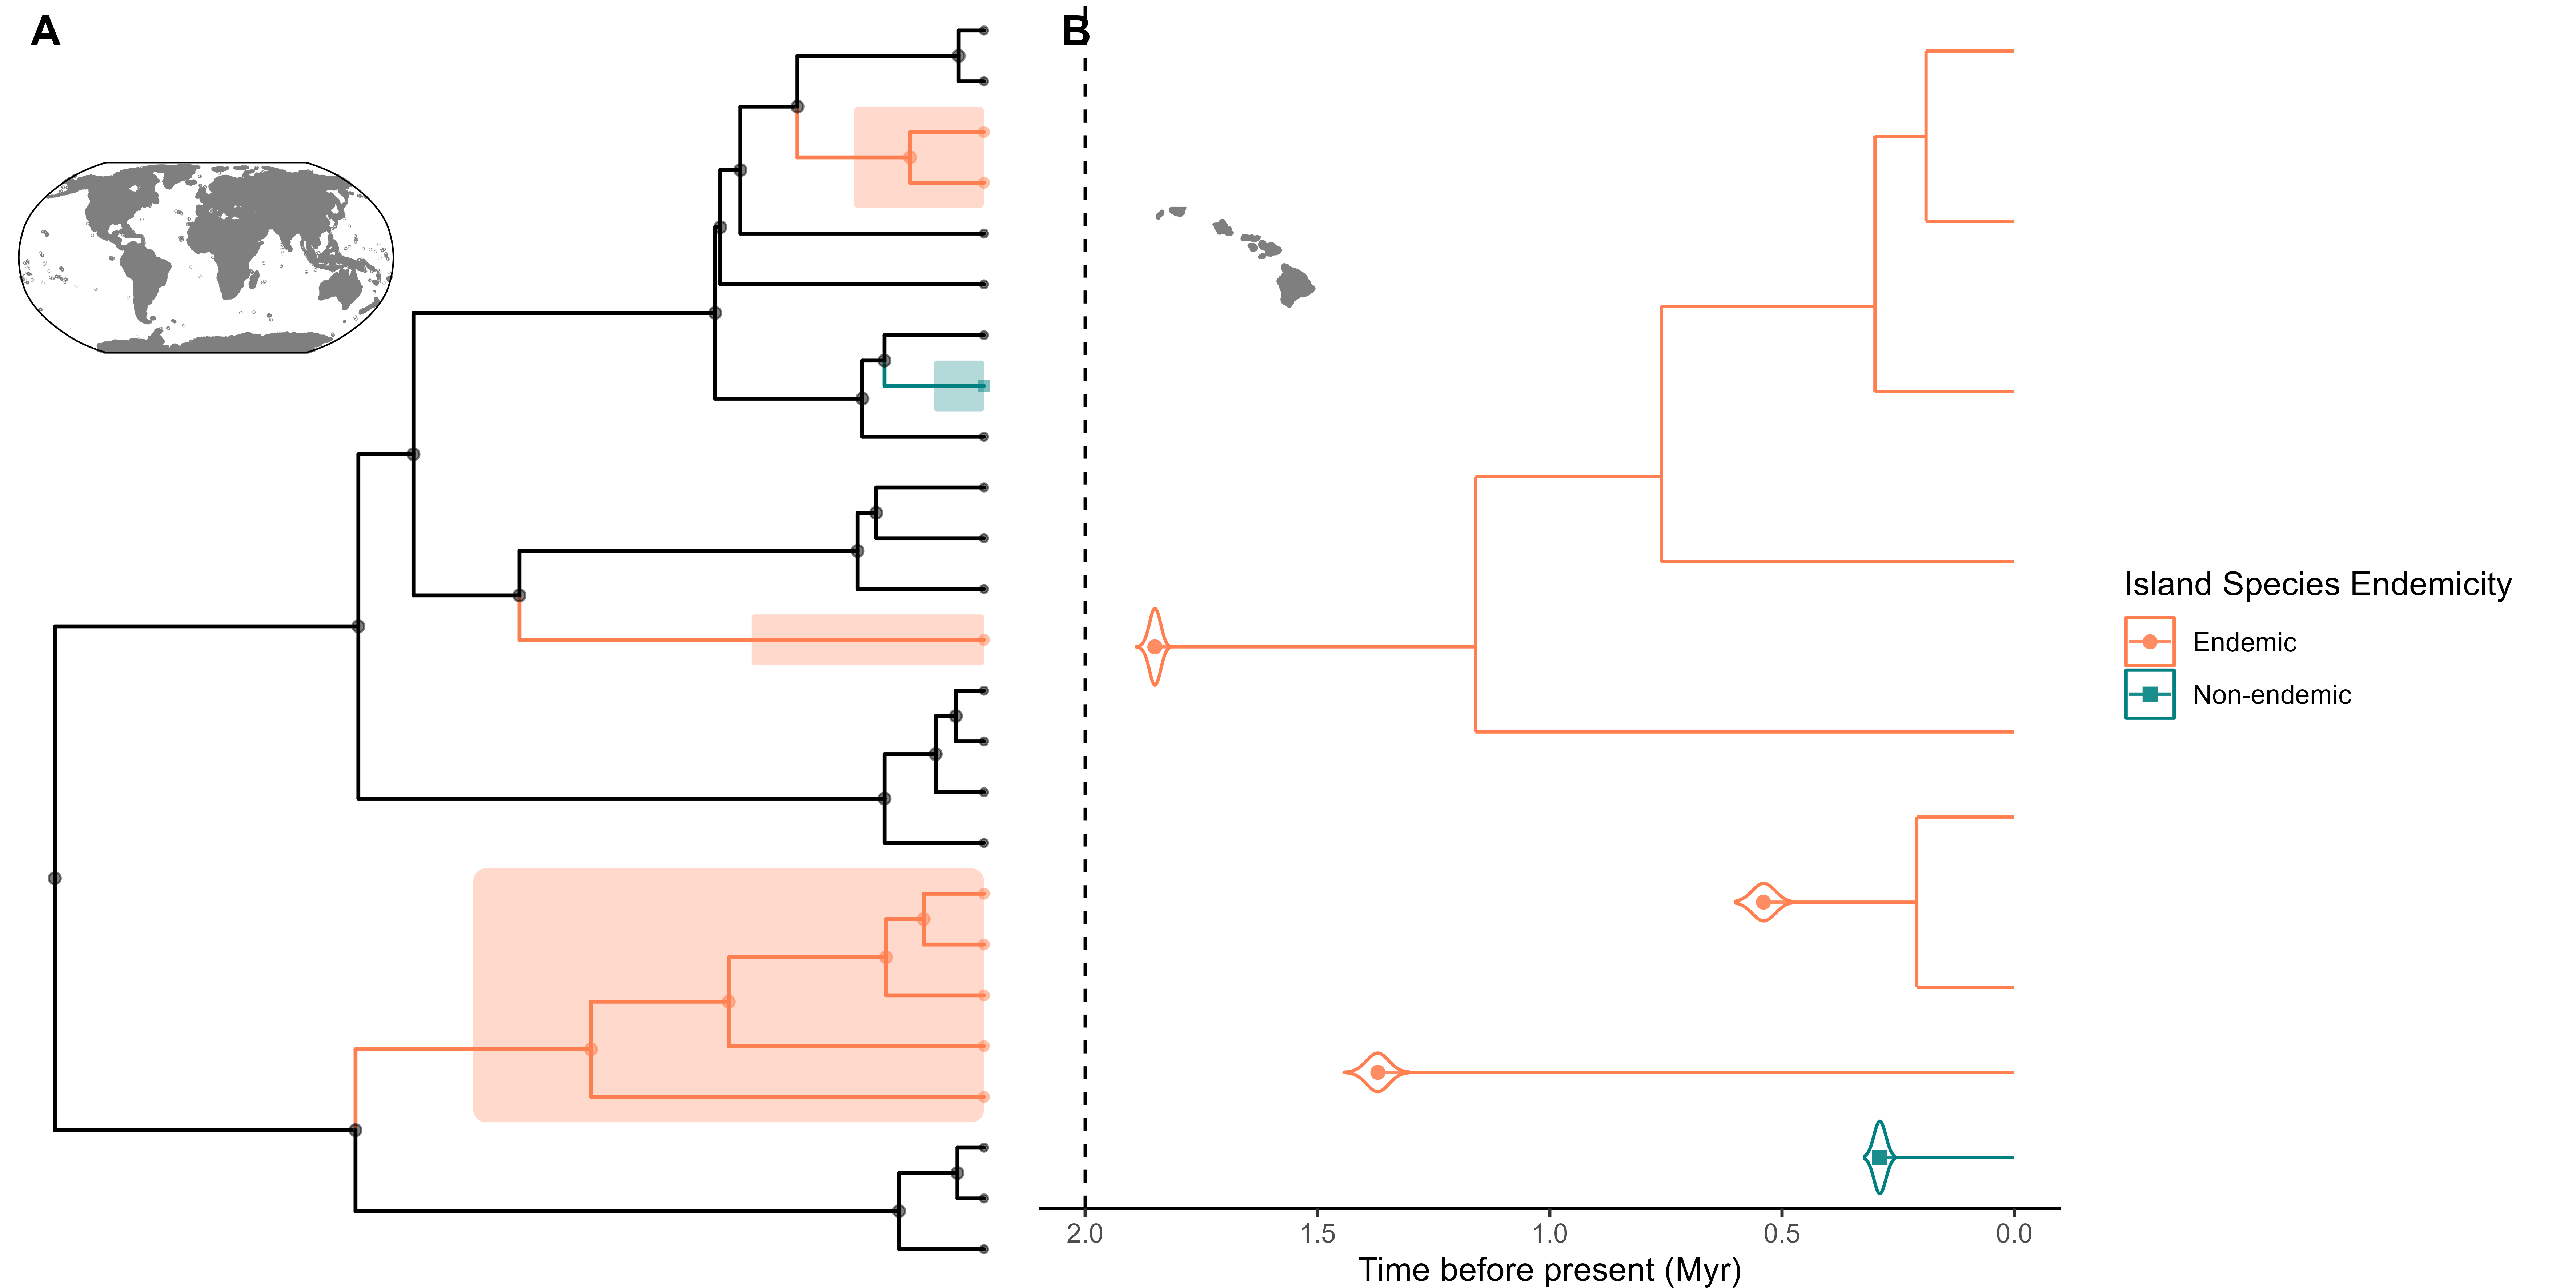 A
B
Island Species Endemicity
Endemic
Non-endemic
2.0 1.5 1.0 0.5 0.0
Time before present (Myr)